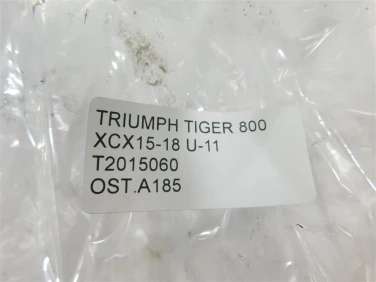 TRIUMPH TIGER 800
XCX15-18 U-11
T2015060
OST.A185